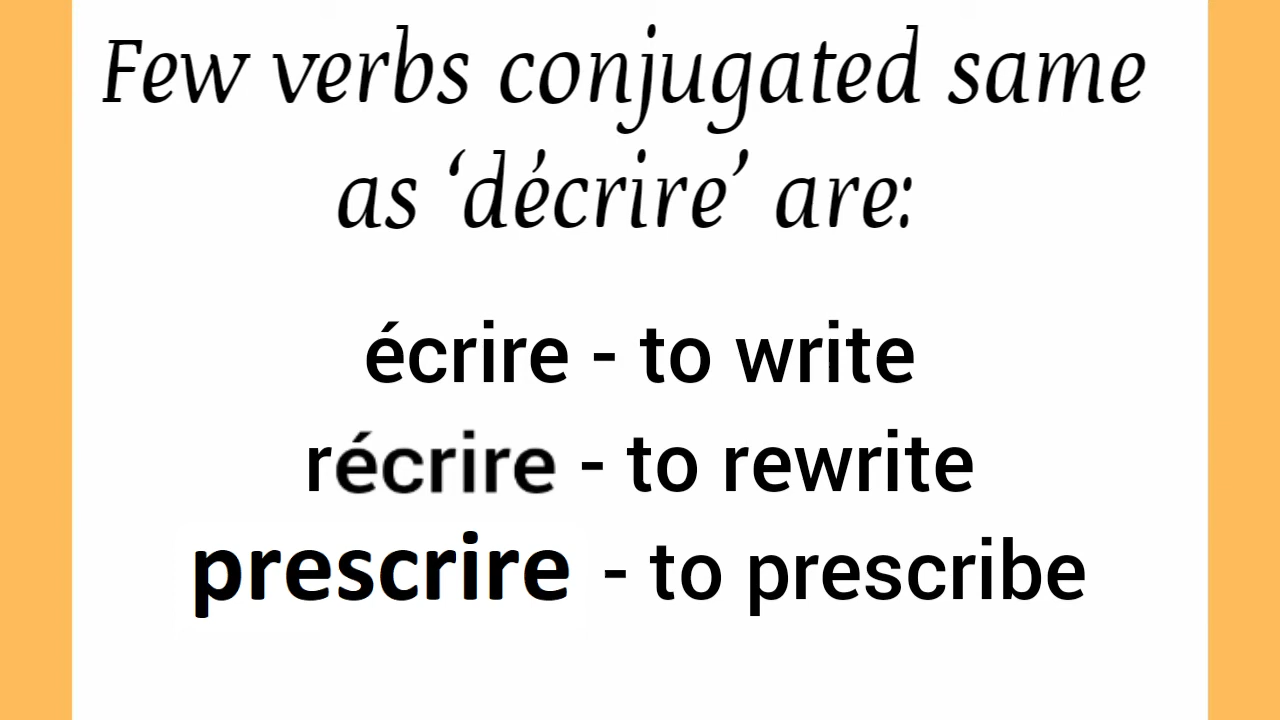 Few verbs conjugated same
as ‘décrire’ are:
écrire - to write
récrire - to rewrite
prescrire - to prescribe